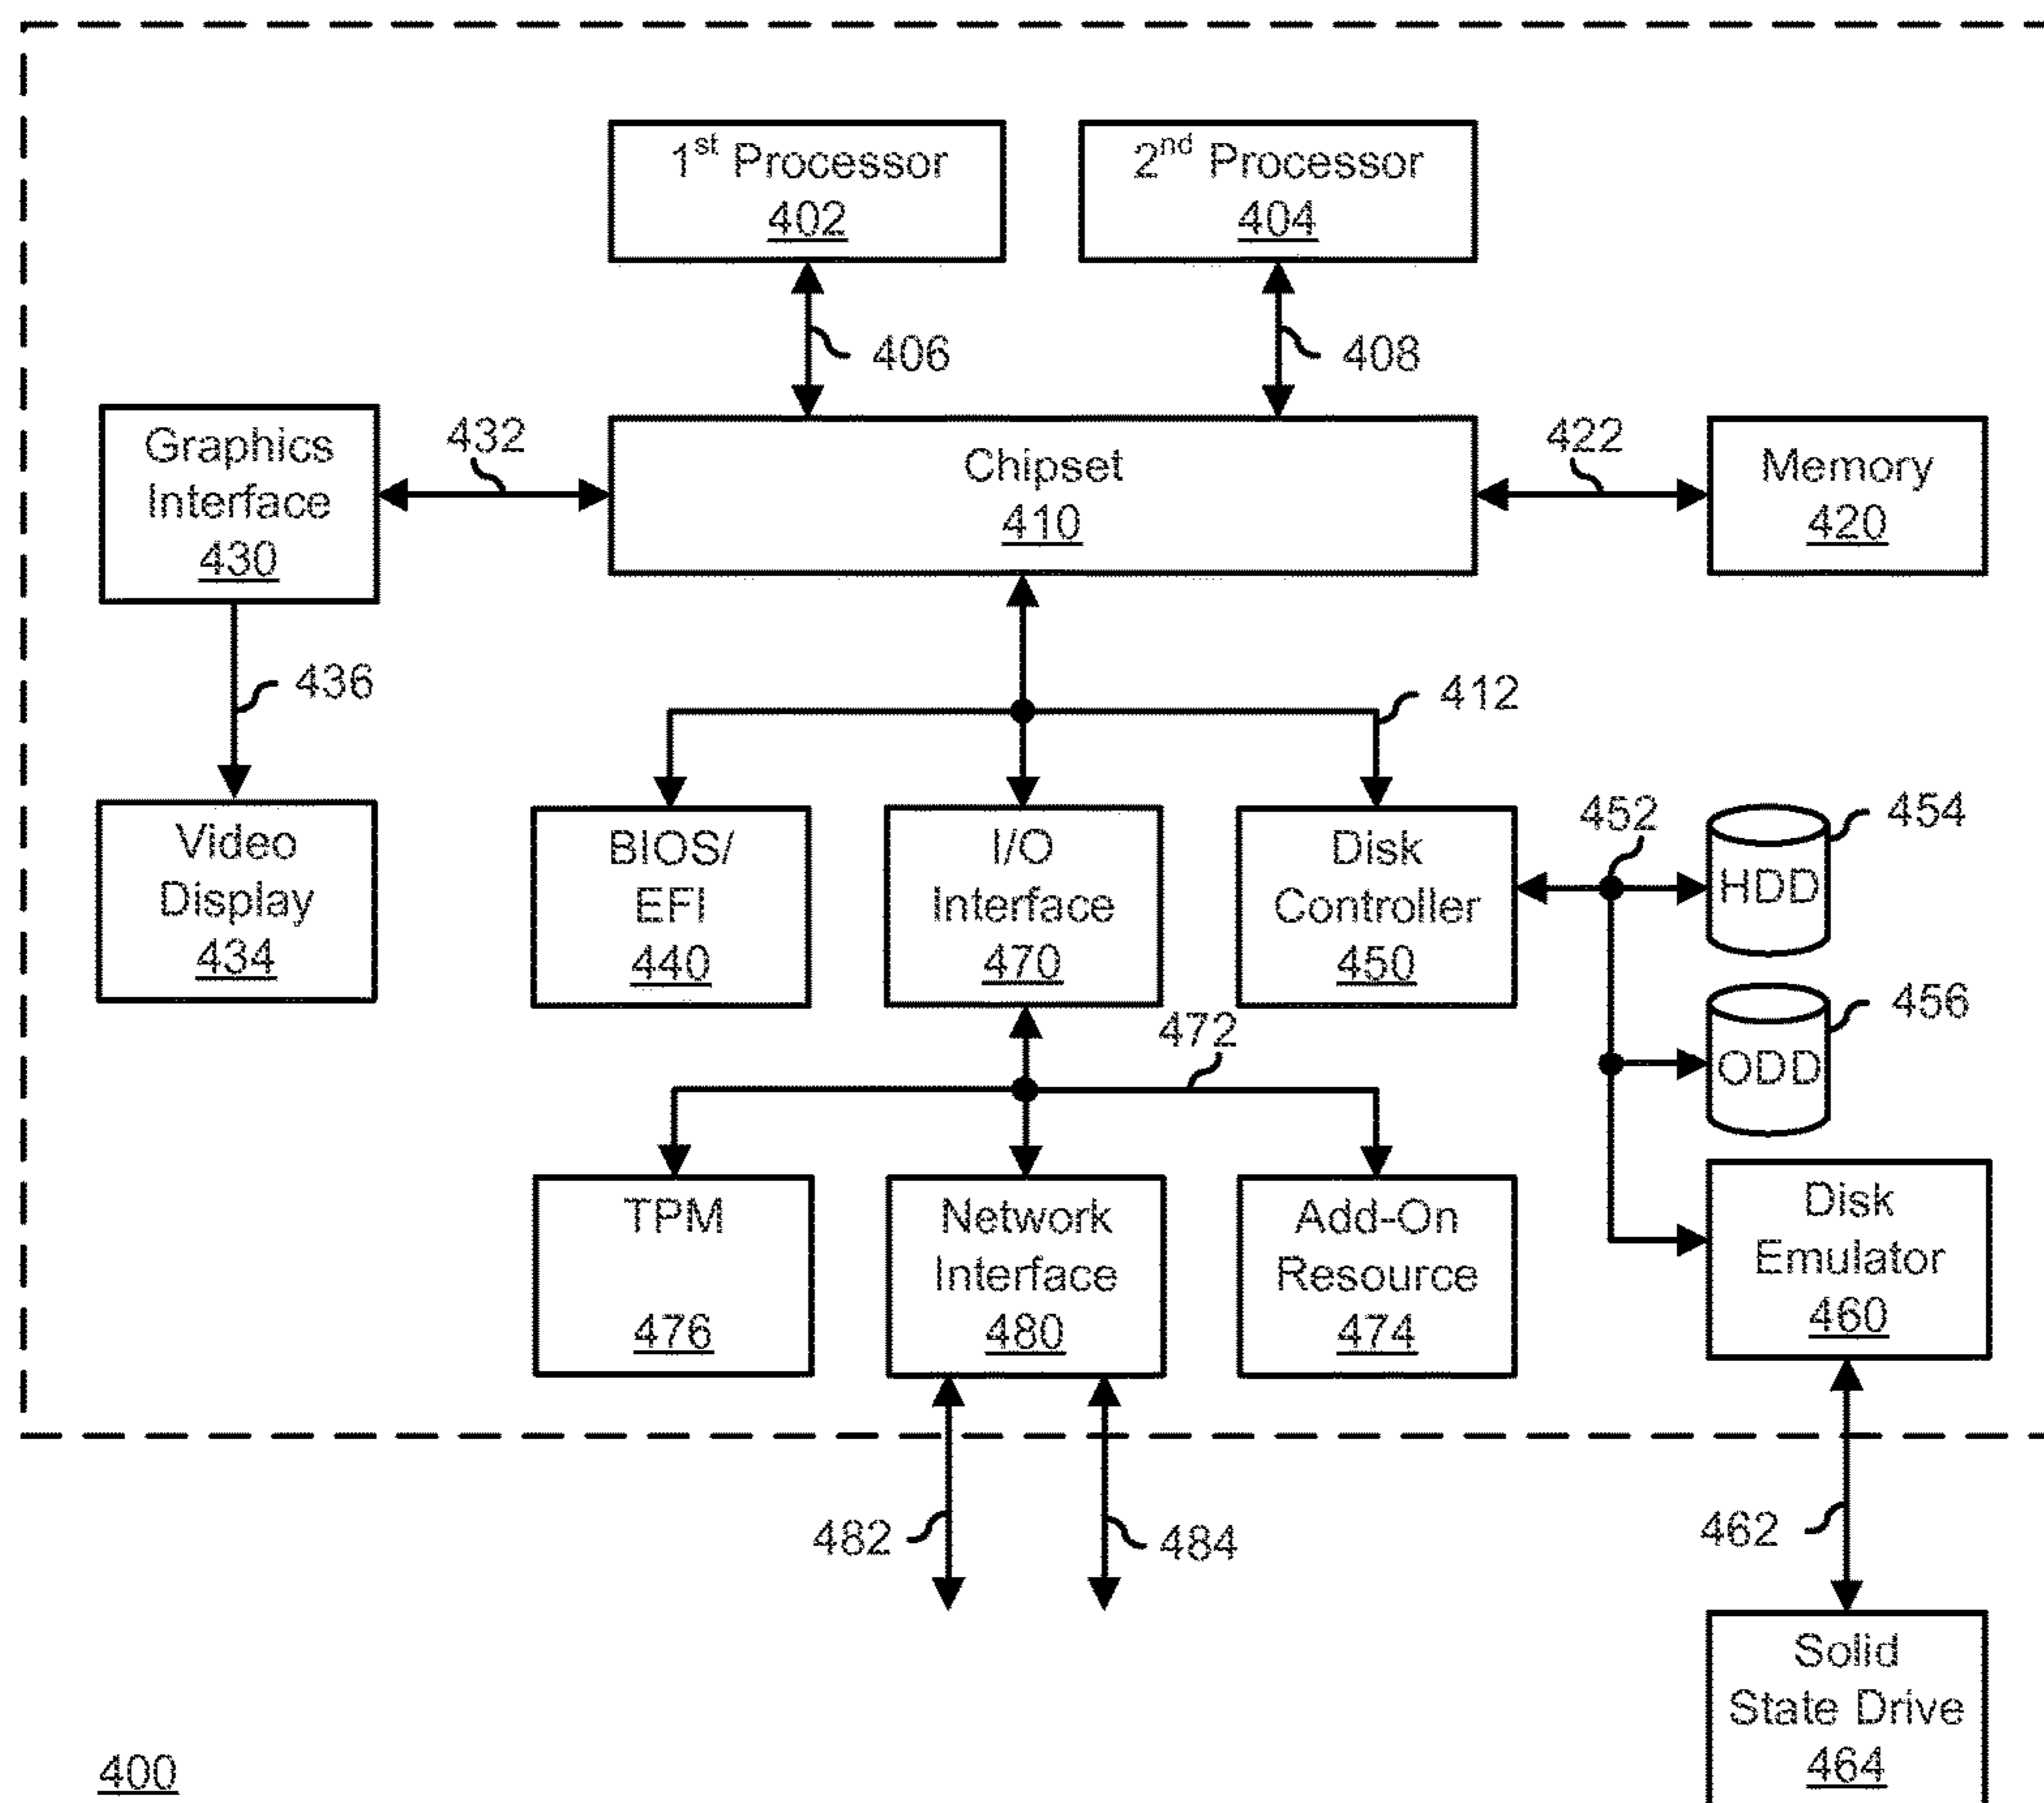 1st Processor
402
2nd Processor
404
406
408
Graphics
Interface
430
432
Chipset
410
422
Memory
420
436
412
Video
Display
434
BIOS/
EFI
440
I/O
Interface
470
Disk
Controller
450
452
454
HDD
456
ODD
472
TPM
476
Network
Interface
480
Add-On
Resource
474
Disk
Emulator
460
482
484
462
Solid
State Drive
464
400